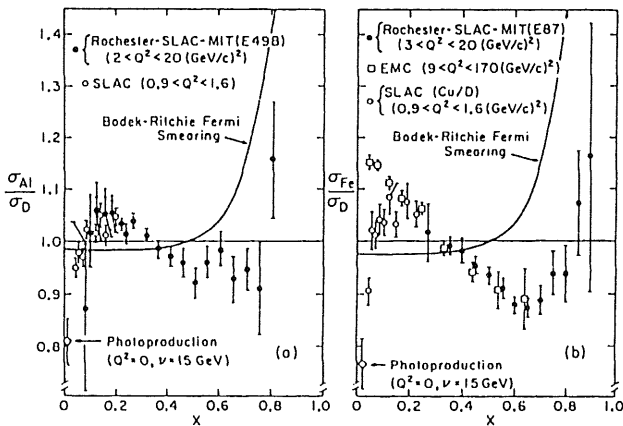 Rochester-SLAC-MIT(E49B)
(2<Q²<20 (GeV/c)²
SLAC (0.9<Q²<1.6)
Bodek-Ritchie Fermi
Smearing
σAl
σD
1.4
1.3
1.2
1.1
1.0
0.9
0.8
Photoproduction
(Q²=0, ν=15 GeV)
(a)
0 0.2 0.4 0.6 0.8 1.0
X
Rochester-SLAC-MIT(E87)
(3<Q²<20(GeV/c)²
EMC (9<Q²<170(GeV/c)²)
SLAC (Cu/D)
(0.9<Q²<1.6(GeV/c)²)
Bodek-Ritchie Fermi
Smearing
σFe
σD
Photoproduction
(Q²=0, ν=15GeV)
(b)
0 0.2 0.4 0.6 0.8 1.0
X